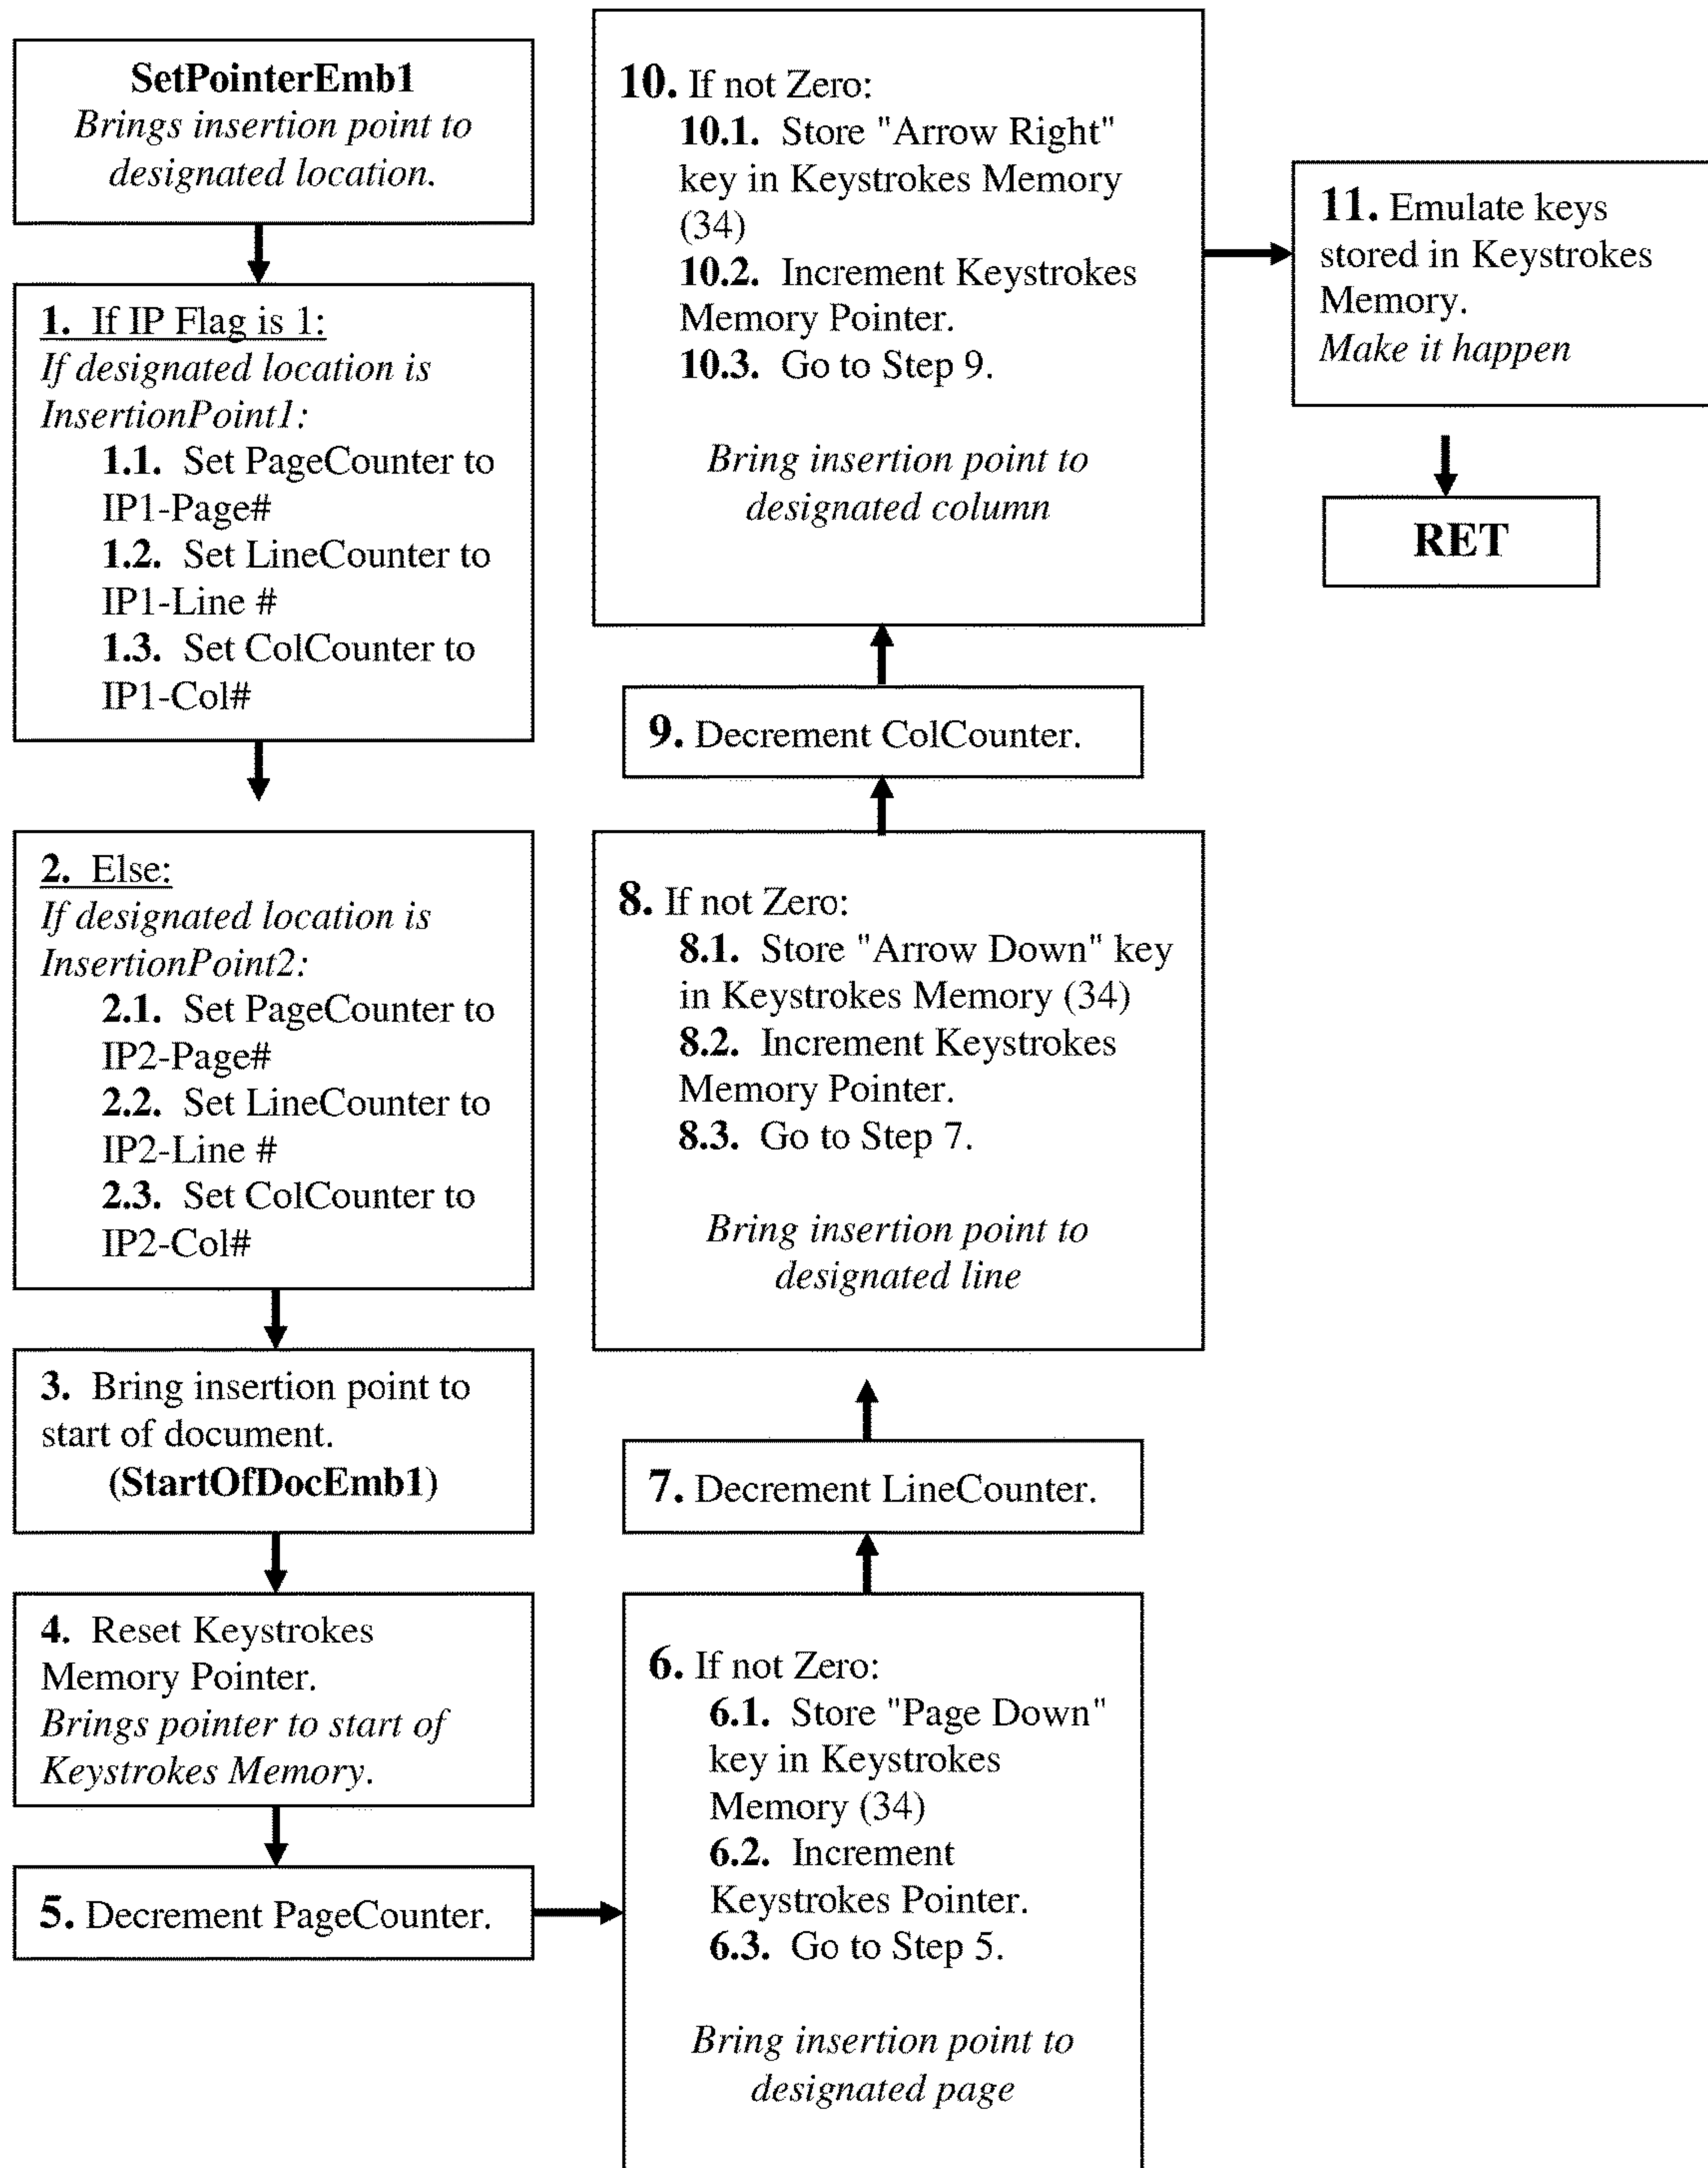 SetPointerEmb1
Brings insertion point to
designated location.
1. If IP Flag is 1:
If designated location is
InsertionPoint1:
1.1. Set PageCounter to
IP1-Page#
1.2. Set LineCounter to
IP1-Line #
1.3. Set ColCounter to
IP1-Col#
2. Else:
If designated location is
InsertionPoint2:
2.1. Set PageCounter to
IP2-Page#
2.2. Set LineCounter to
IP2-Line #
2.3. Set ColCounter to
IP2-Col#
3. Bring insertion point to
start of document.
(StartOfDocEmb1)
4. Reset Keystrokes
Memory Pointer.
Brings pointer to start of
Keystrokes Memory.
5. Decrement PageCounter.
6. If not Zero:
6.1. Store "Page Down"
key in Keystrokes
Memory (34)
6.2. Increment
Keystrokes Pointer.
6.3. Go to Step 5.
Bring insertion point to
designated page
7. Decrement LineCounter.
8. If not Zero:
8.1. Store "Arrow Down" key
in Keystrokes Memory (34)
8.2. Increment Keystrokes
Memory Pointer.
8.3. Go to Step 7.
Bring insertion point to
designated line
9. Decrement ColCounter.
10. If not Zero:
10.1. Store "Arrow Right"
key in Keystrokes Memory
(34)
10.2. Increment Keystrokes
Memory Pointer.
10.3. Go to Step 9.
Bring insertion point to
designated column
11. Emulate keys
stored in Keystrokes
Memory.
Make it happen
RET